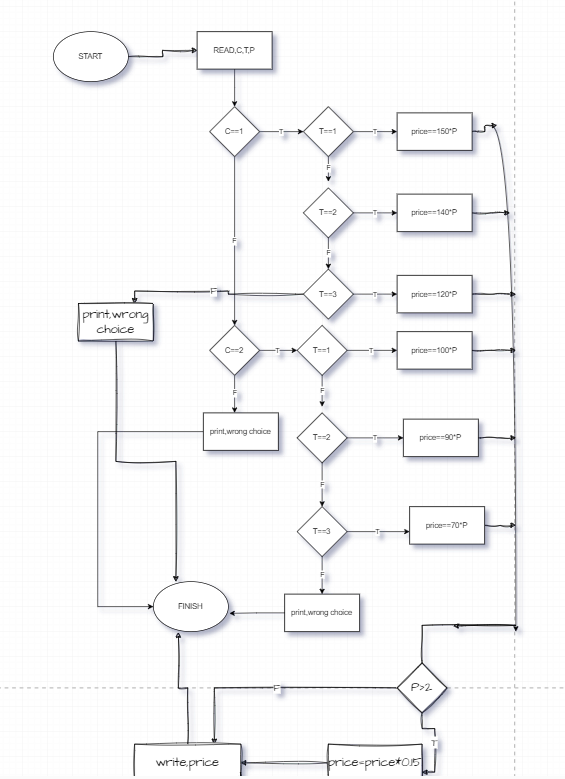 START
READ,C,T,P
C==1
T
T==1
T
price==150*P
F
T==2
T
price==140*P
F
F
F
T==3
T
price==120*P
print,wrong
choice
C==2
T
T==1
T
price==100*P
F
F
print,wrong choice
T==2
T
price==90*P
F
T==3
T
price==70*P
F
FINISH
print,wrong choice
F
P>2
T
write,price
price=price*0.15